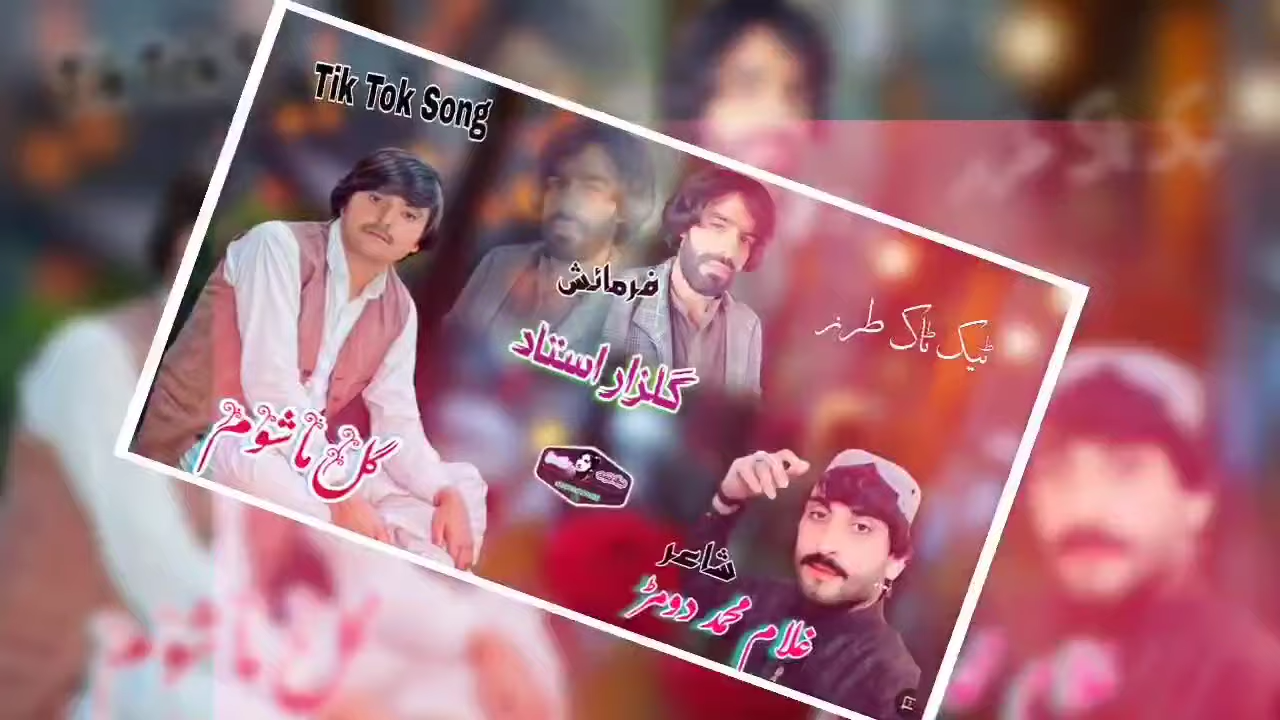 Tik Tok Song
فرمائش
گلزار استاد
ٹیک ٹاک طرز
گل ماشوم
شاعر
غلام محمد دومڑ